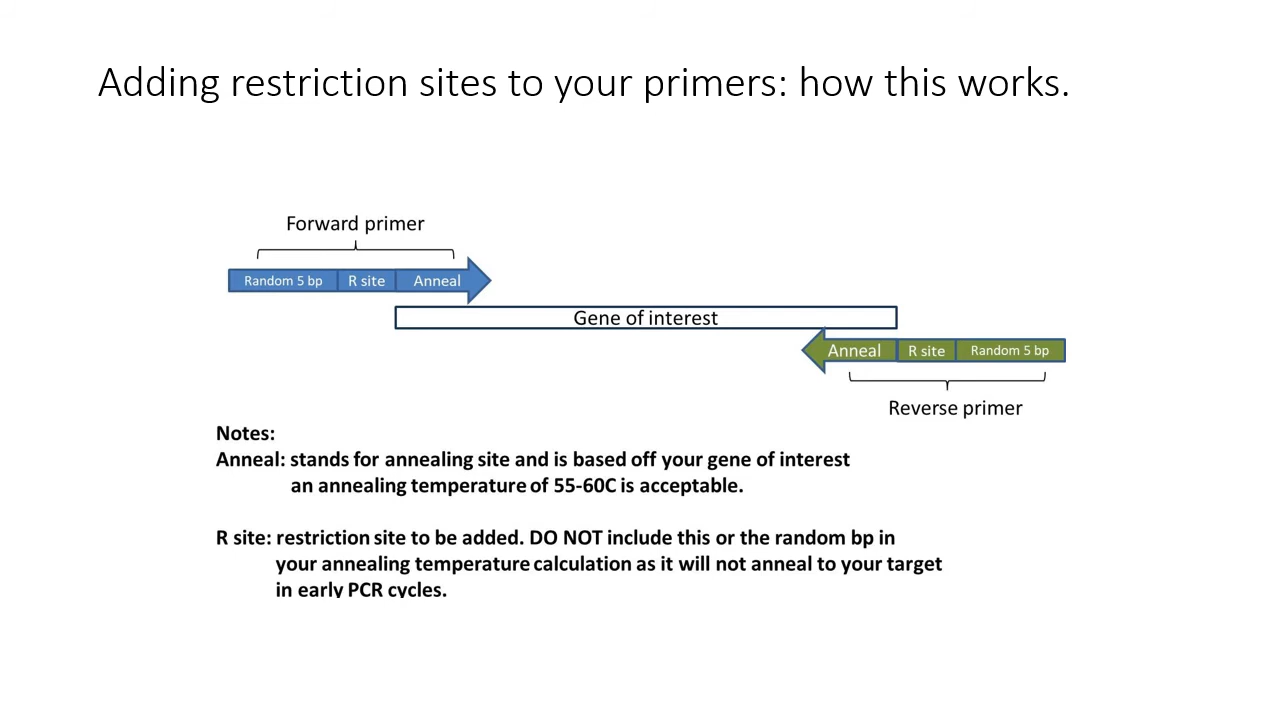 Adding restriction sites to your primers: how this works.
Forward primer
Random 5 bp R site Anneal
Gene of interest
Anneal R site Random 5 bp
Reverse primer
Notes:
Anneal: stands for annealing site and is based off your gene of interest
an annealing temperature of 55-60C is acceptable.
R site: restriction site to be added. DO NOT include this or the random bp in
your annealing temperature calculation as it will not anneal to your target
in early PCR cycles.